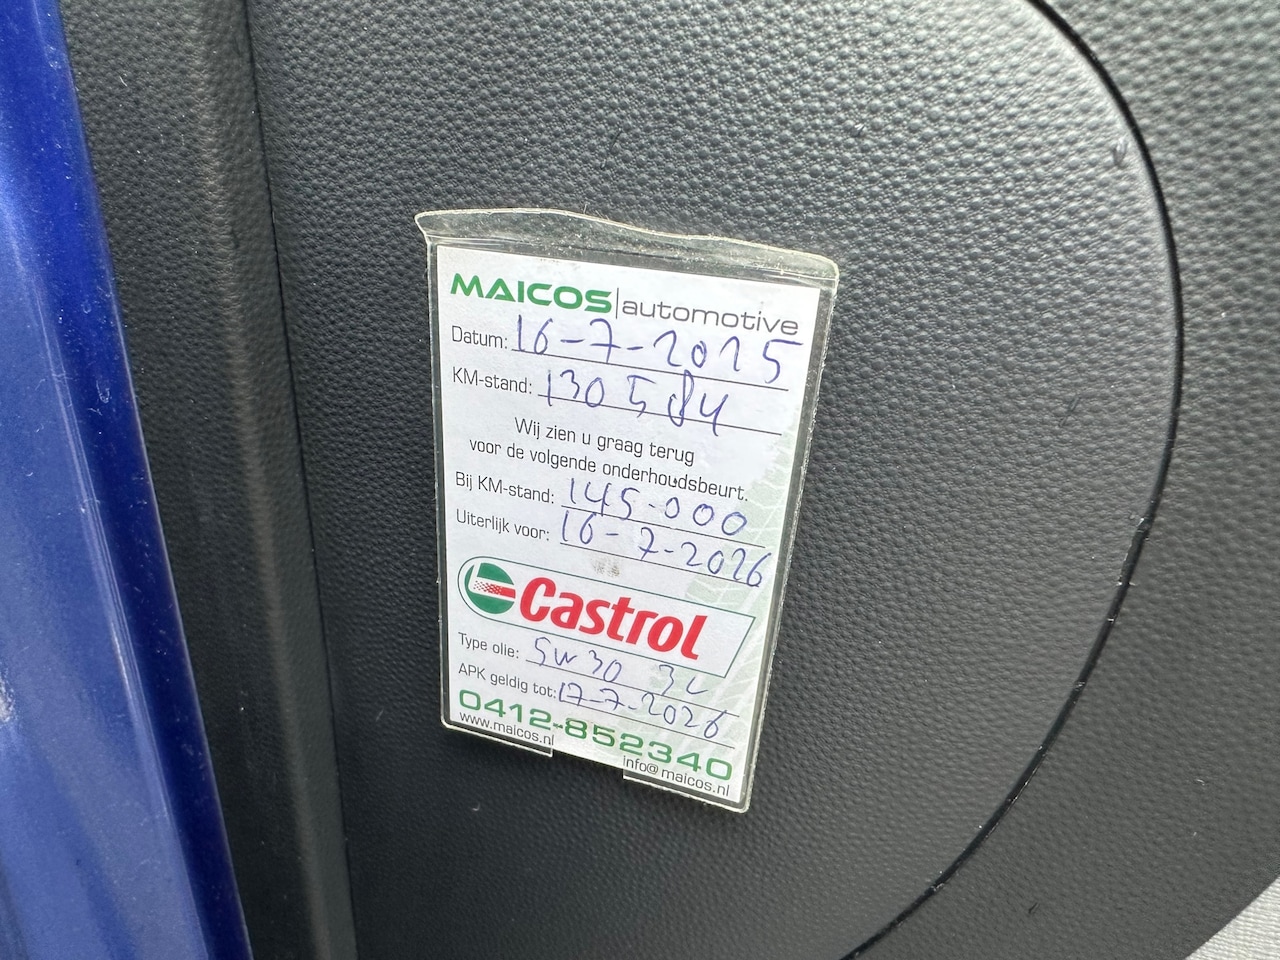 MAICOS|automotive
Datum: 16-7-2025
KM-stand: 130 584
Wij zien u graag terug
voor de volgende onderhoudsbeurt.
Bij KM-stand: 145.000
Uiterlijk voor: 16-7-2026
Castrol
Type olie: 5W30 3L
APK geldig tot: 17-7-2026
0412-852340
www.maicos.nl
info@maicos.nl